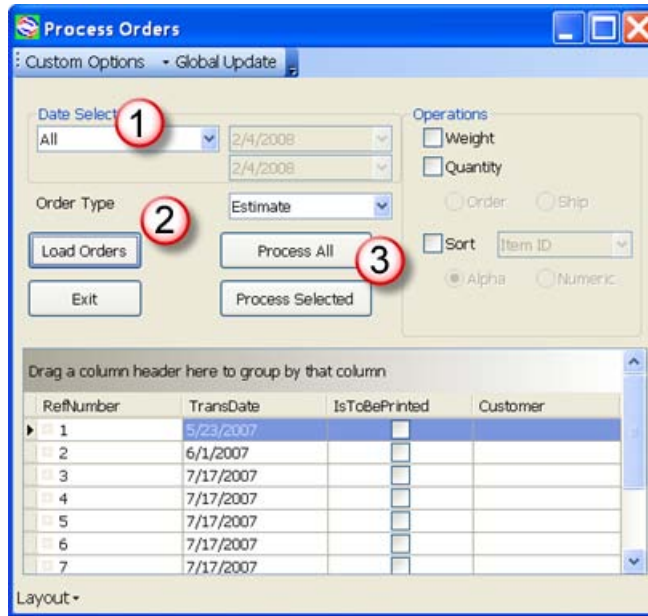 Process Orders
Custom Options Global Update
Date Select
Operations
1
All 2/4/2008
2/4/2008
Weight
Quantity
Order Ship
Order Type Estimate
2
Load Orders Process All
3
Sort Item ID
Alpha Numeric
Exit Process Selected
Drag a column header here to group by that column
RefNumber TransDate IsToBePrinted Customer
1 5/23/2007
2 6/1/2007
3 7/17/2007
4 7/17/2007
5 7/17/2007
6 7/17/2007
7 7/17/2007
Layout